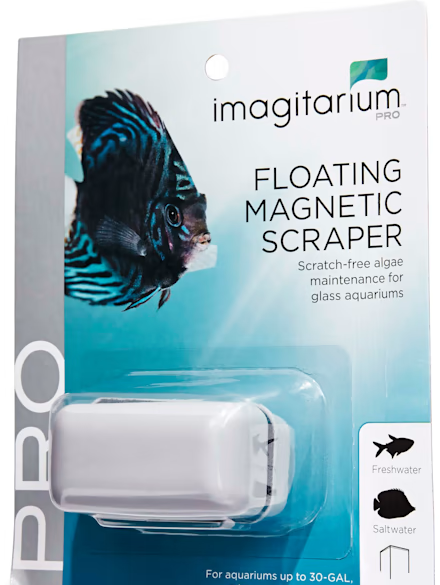 imagitarium™
PRO
FLOATING
MAGNETIC
SCRAPER
Scratch-free algae
maintenance for
glass aquariums
PRO
Freshwater
Saltwater
For aquariums up to 30-GAL,